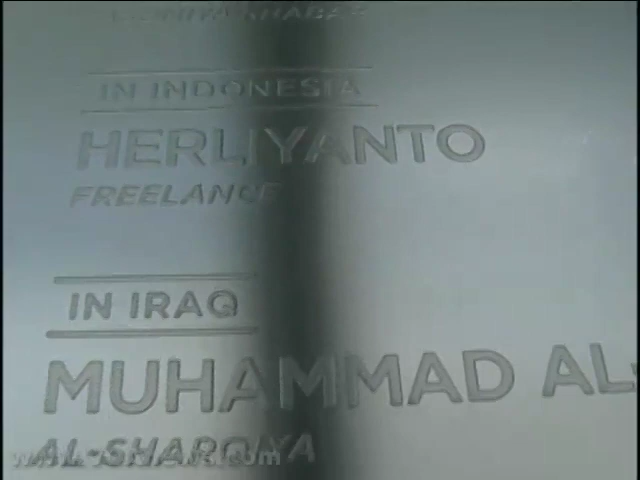 IN INDONESIA
HERLIYANTO
FREELANCE
IN IRAQ
MUHAMMAD AL-
AL-SHARQIYA